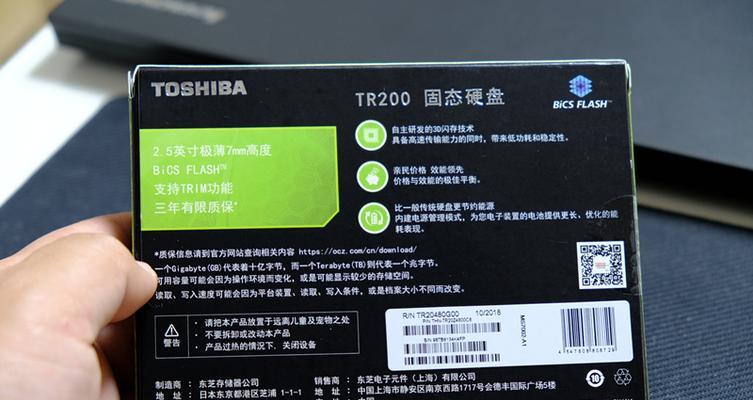 TOSHIBA
TR200 固态硬盘
BiCS FLASH™
2.5英寸极薄7mm高度
BiCS FLASH™
支持TRIM功能
三年有限质保*
自主研发的3D闪存技术
具备高速传输能力的同时，带来低功耗和稳定性。
亲民价格 效能领先
价格与效能的极佳平衡。
比一般传统硬盘更节约能源
内建电源管理模式，为您电子装置的电池提供更长、优化的能
耗表现。
*质保信息请到官方网站查询相关内容 https://ocz.com/cn/download/
一个Gigabyte(GB)代表着十亿字节，而一个Terabyte(TB)则代表一个兆字节。
可用容量可能会因为操作环境而变化，或是可能显示较少的存储空间。
读取、写入速度可能会因为平台装置、读取、写入条件，或是档案大小不同而改变。
警告
· 请把本产品放置于远离儿童及宠物之处
· 不要拆卸或改动本产品
· 产品过热的情况下，关闭设备
R/N TR20480G00 10/2018
10
制造商： 东芝存储器公司
地 址： 日本东京都港区芝浦 1-1-1
销售商： 东芝电子元件（上海）有限公司
地 址： 中国上海市静安区南京西路1717号会德丰国际广场5楼